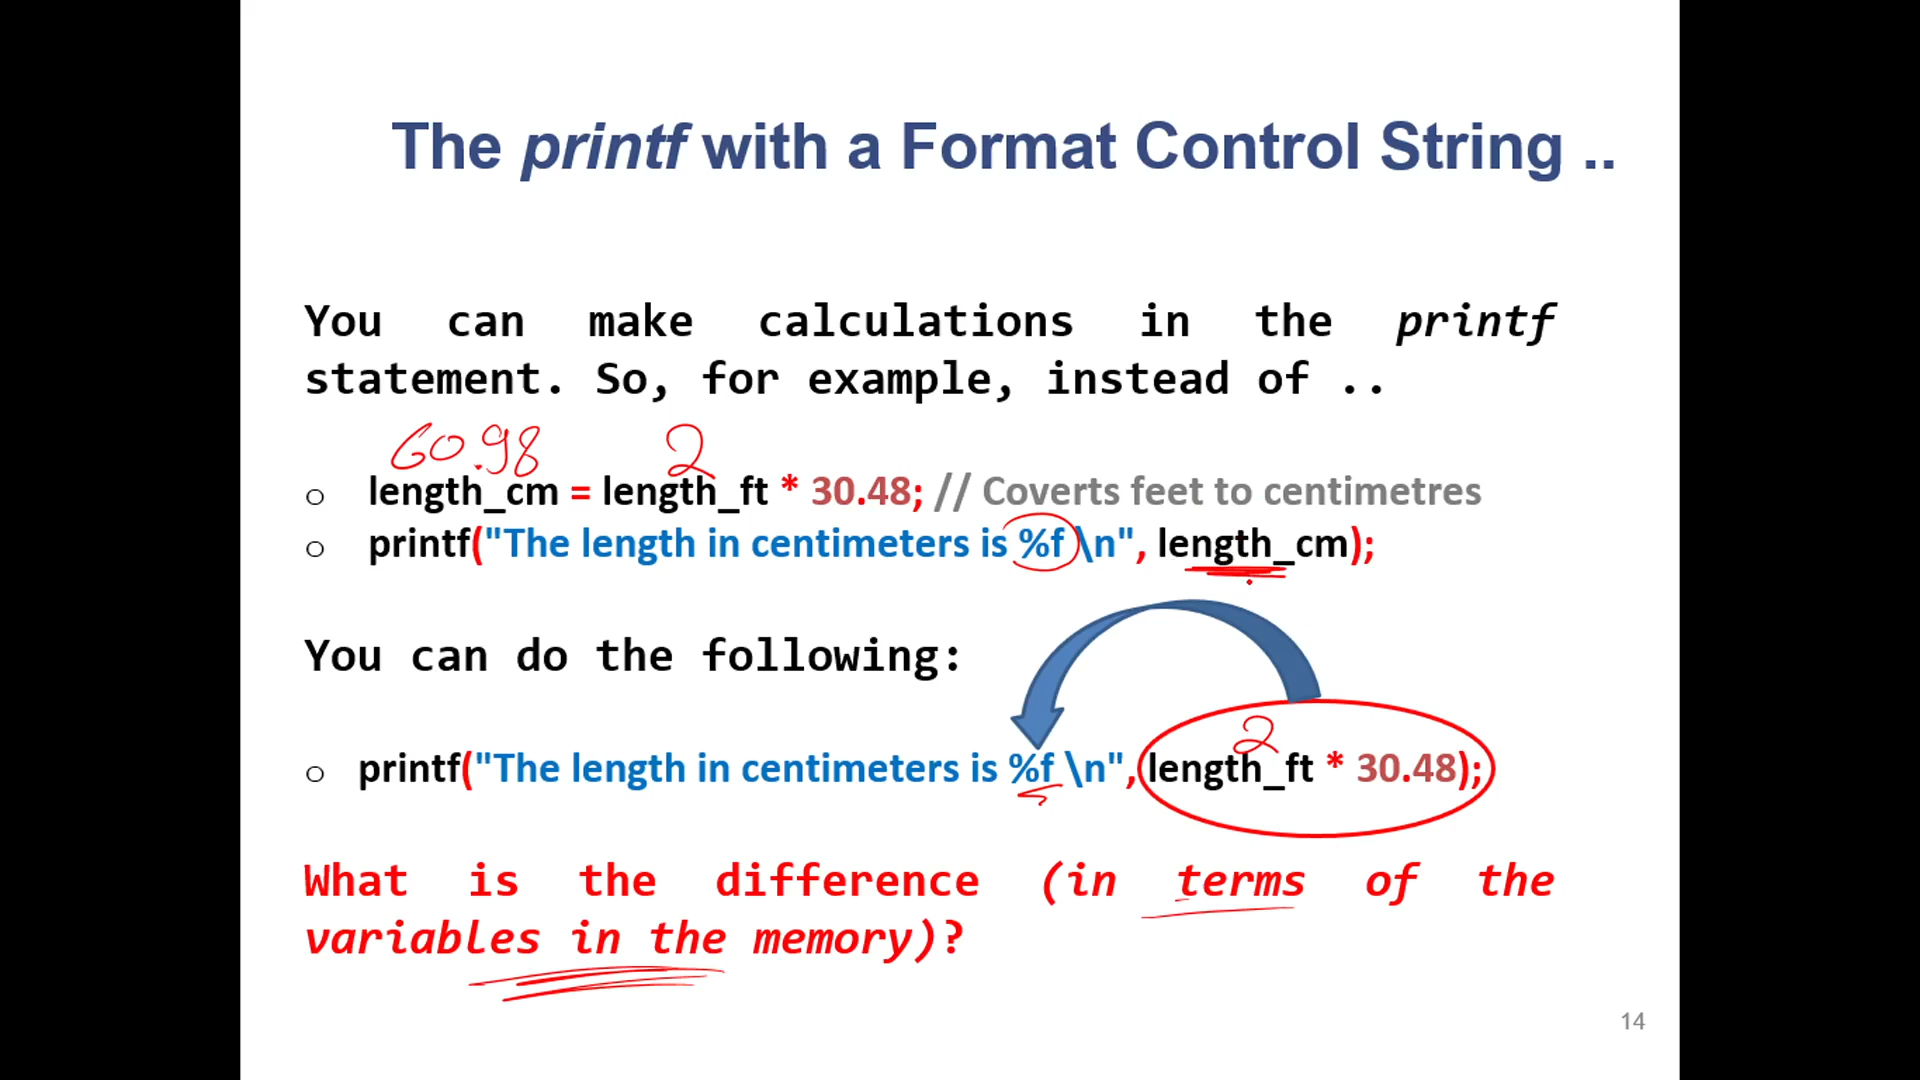 The printf with a Format Control String ..
You can make calculations in the printf
statement. So, for example, instead of ..
60.98 2
o length_cm = length_ft * 30.48; // Coverts feet to centimetres
o printf("The length in centimeters is %f \n", length_cm);
You can do the following:
2
o printf("The length in centimeters is %f \n", length_ft * 30.48);
What is the difference (in terms of the
variables in the memory)?
14